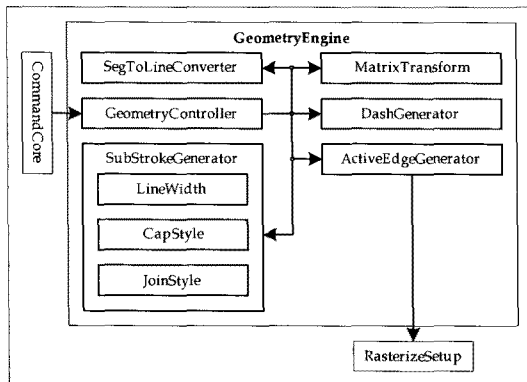 GeometryEngine
CommandCore
SegToLineConverter
MatrixTransform
GeometryController
DashGenerator
SubStrokeGenerator
ActiveEdgeGenerator
LineWidth
CapStyle
JoinStyle
RasterizeSetup